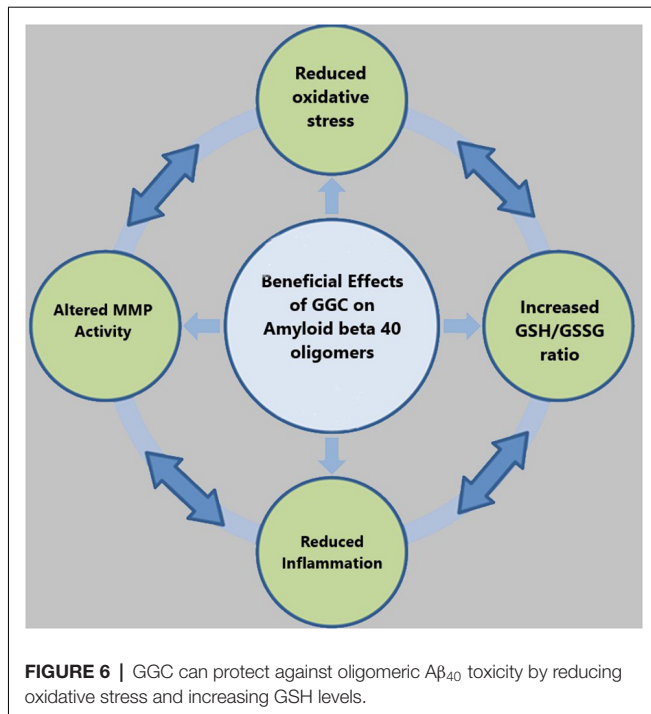 Reduced
oxidative
stress
Altered MMP
Activity
Beneficial Effects
of GGC on
Amyloid beta 40
oligomers
Increased
GSH/GSSG
ratio
Reduced
Inflammation
FIGURE 6 | GGC can protect against oligomeric Aβ₄₀ toxicity by reducing
oxidative stress and increasing GSH levels.